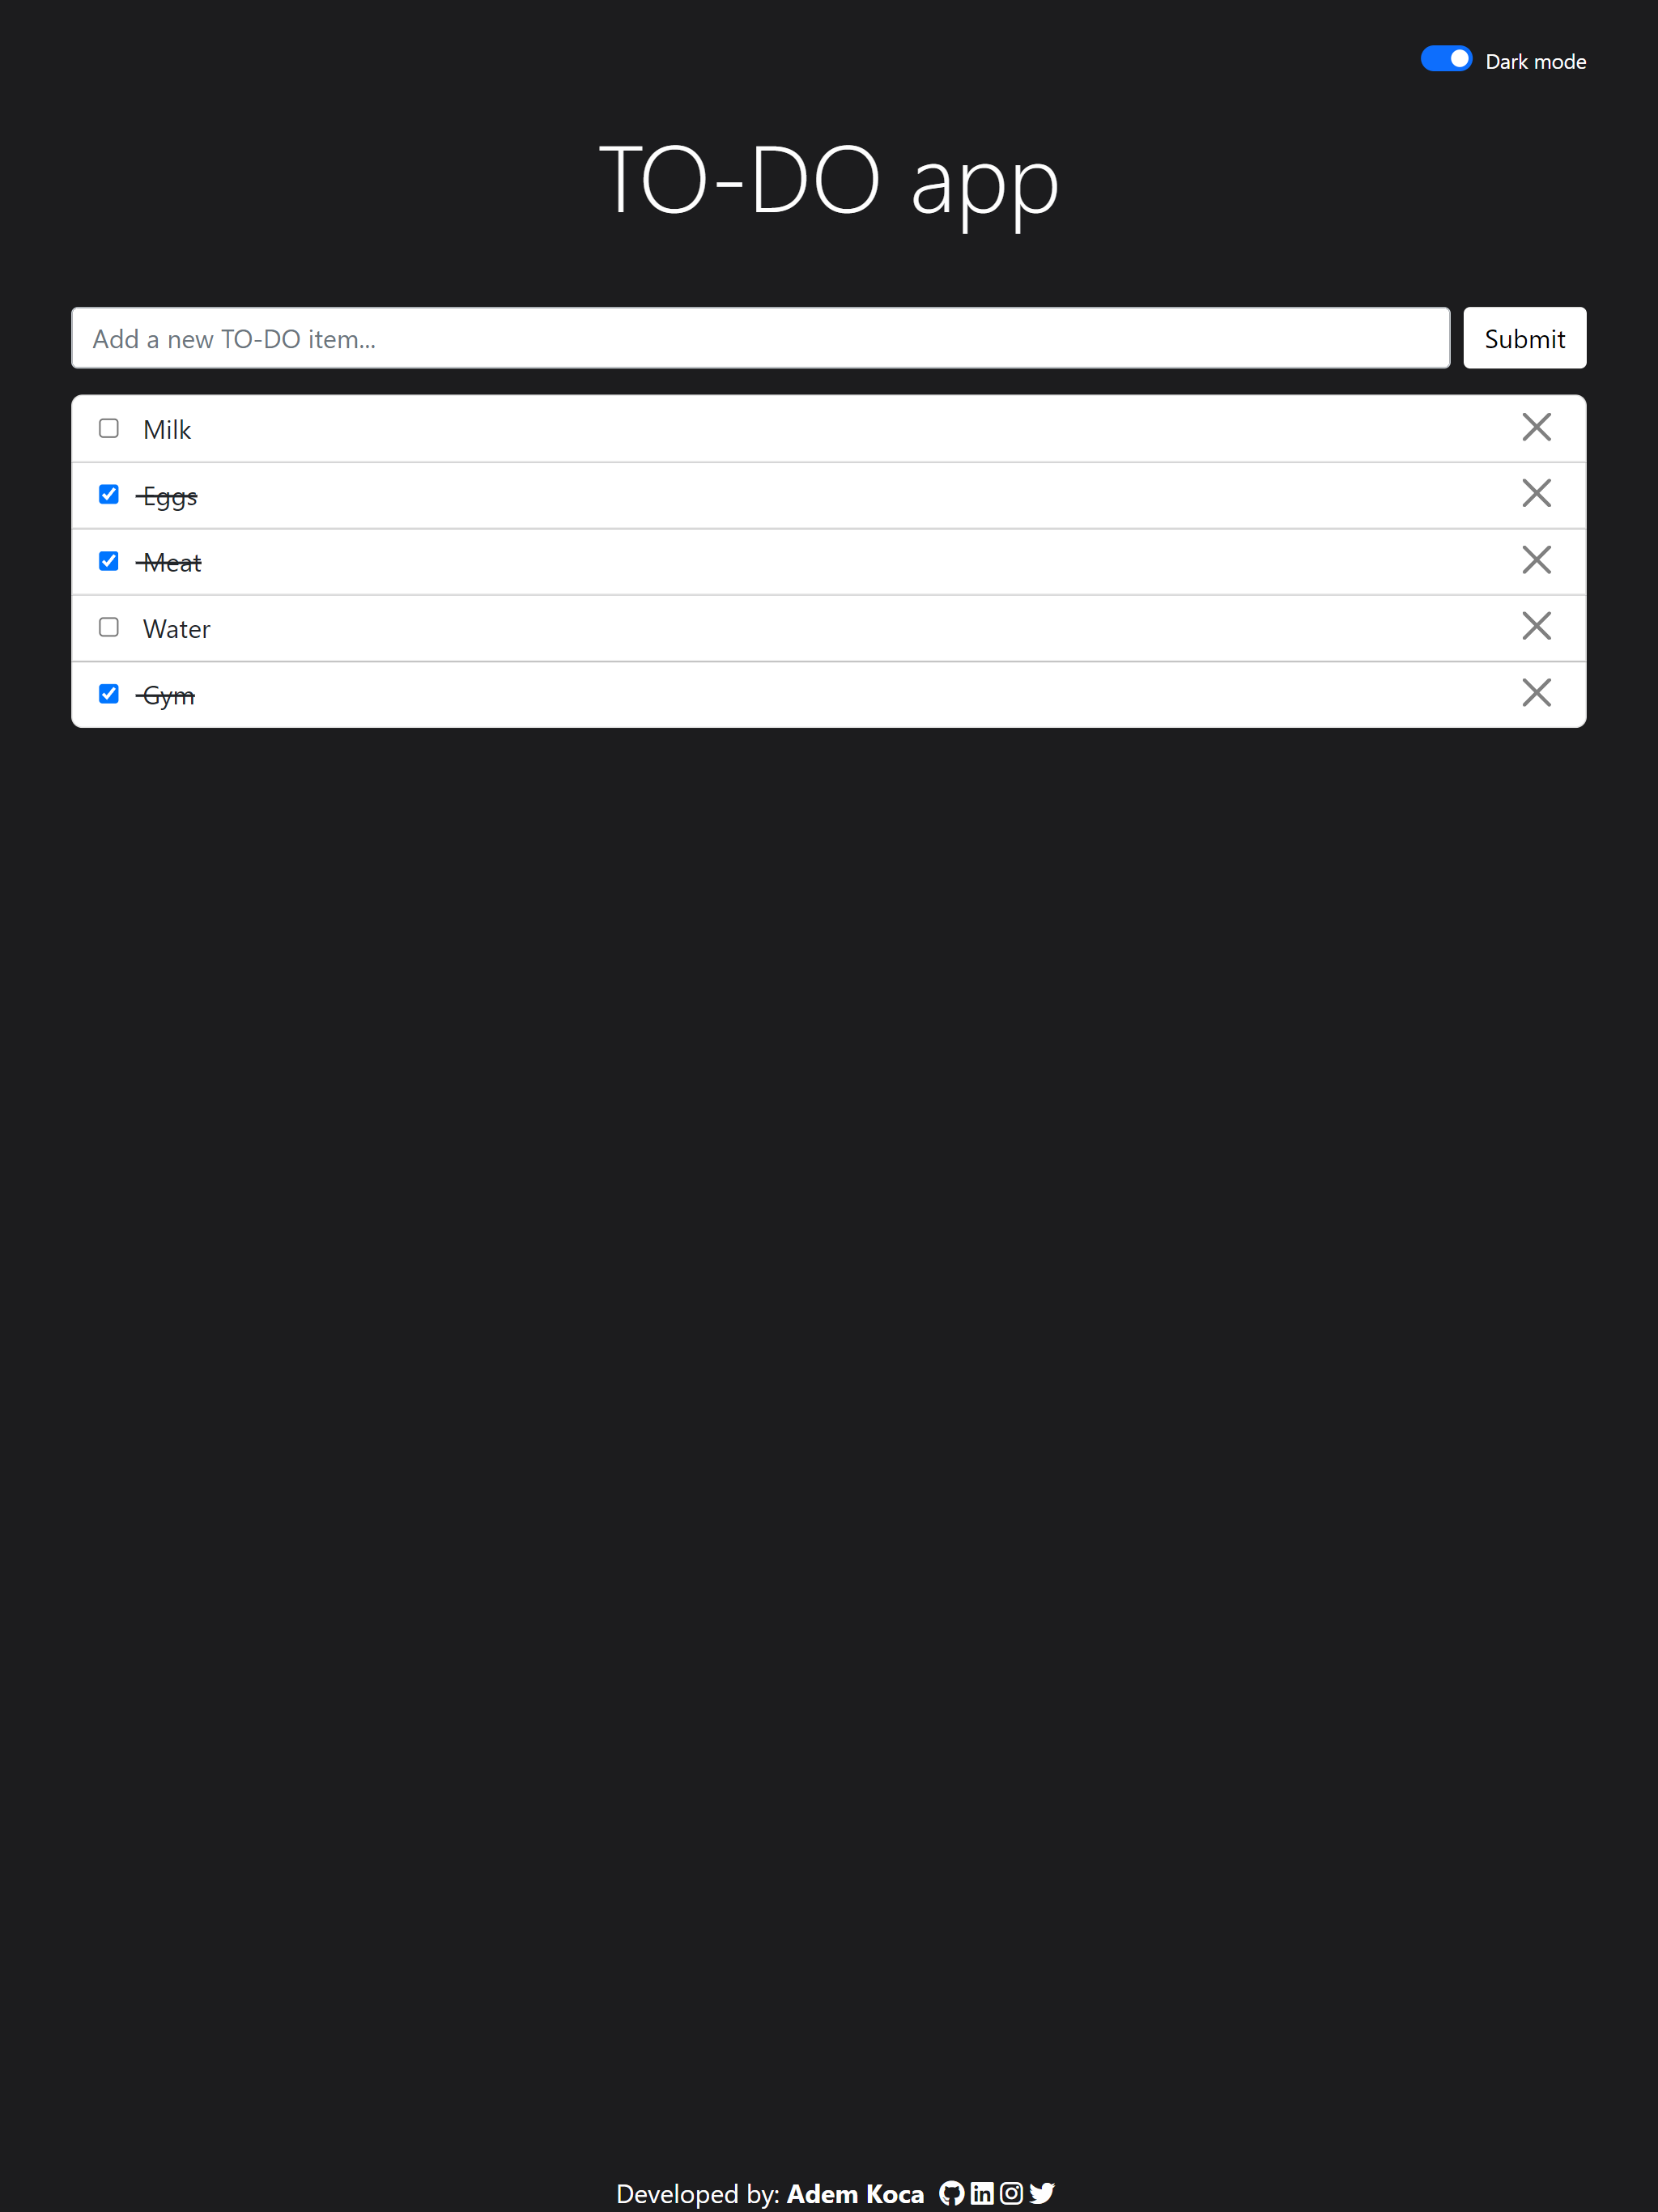 Dark mode
TO-DO app
Add a new TO-DO item...
Submit
Milk
Eggs
Meat
Water
Gym
Developed by: Adem Koca